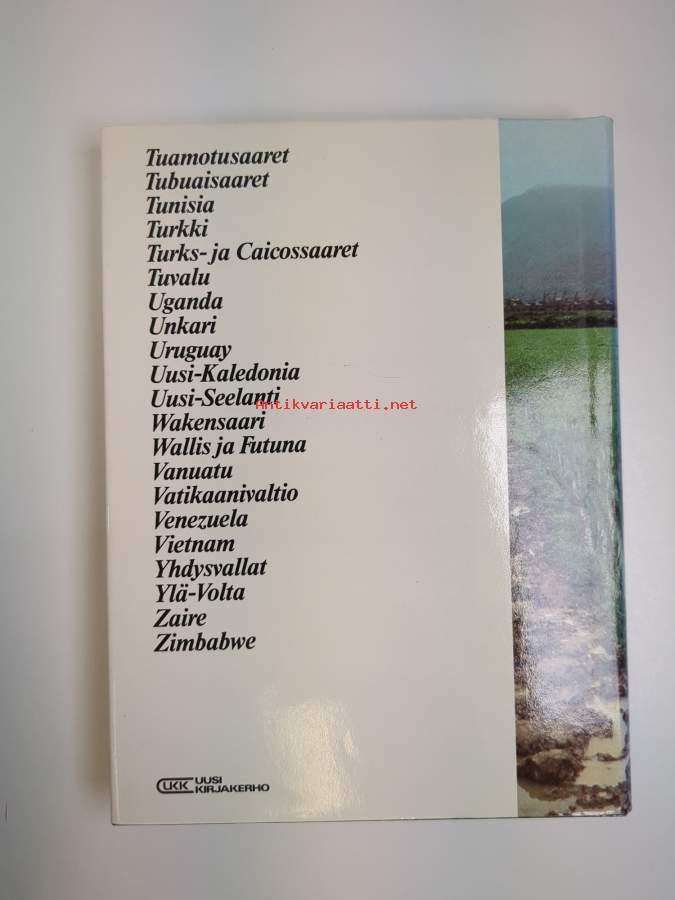 Tuamotusaaret
Tubuaisaaret
Tunisia
Turkki
Turks- ja Caicossaaret
Tuvalu
Uganda
Unkari
Uruguay
Uusi-Kaledonia
Uusi-Seelanti
Antikvariaatti.net
Wakensaari
Wallis ja Futuna
Vanuatu
Vatikaanivaltio
Venezuela
Vietnam
Yhdysvallat
Ylä-Volta
Zaire
Zimbabwe
UKK UUSI
KIRJAKERHO